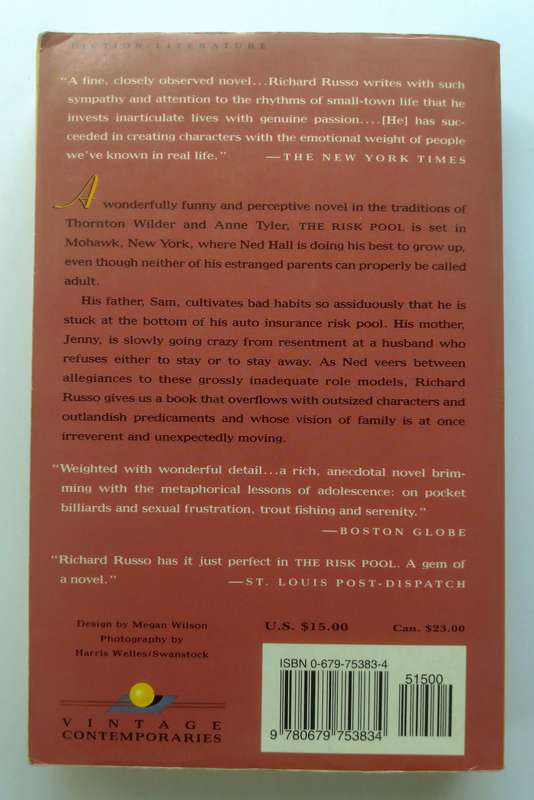 FICTION/LITERATURE
"A fine, closely observed novel...Richard Russo writes with such
sympathy and attention to the rhythms of small-town life that he
invests inarticulate lives with genuine passion....[He] has suc-
ceeded in creating characters with the emotional weight of people
we've known in real life." —THE NEW YORK TIMES
A wonderfully funny and perceptive novel in the traditions of
Thornton Wilder and Anne Tyler, THE RISK POOL is set in
Mohawk, New York, where Ned Hall is doing his best to grow up,
even though neither of his estranged parents can properly be called
adult.
His father, Sam, cultivates bad habits so assiduously that he is
stuck at the bottom of his auto insurance risk pool. His mother,
Jenny, is slowly going crazy from resentment at a husband who
refuses either to stay or to stay away. As Ned veers between
allegiances to these grossly inadequate role models, Richard
Russo gives us a book that overflows with outsized characters and
outlandish predicaments and whose vision of family is at once
irreverent and unexpectedly moving.
"Weighted with wonderful detail...a rich, anecdotal novel brim-
ming with the metaphorical lessons of adolescence: on pocket
billiards and sexual frustration, trout fishing and serenity."
—BOSTON GLOBE
"Richard Russo has it just perfect in THE RISK POOL. A gem of
a novel." —ST. LOUIS POST-DISPATCH
Design by Megan Wilson
Photography by
Harris Welles/Swanstock
U.S. $15.00 Can. $23.00
VINTAGE
CONTEMPORARIES
ISBN 0-679-75383-4
51500
9 780679 753834